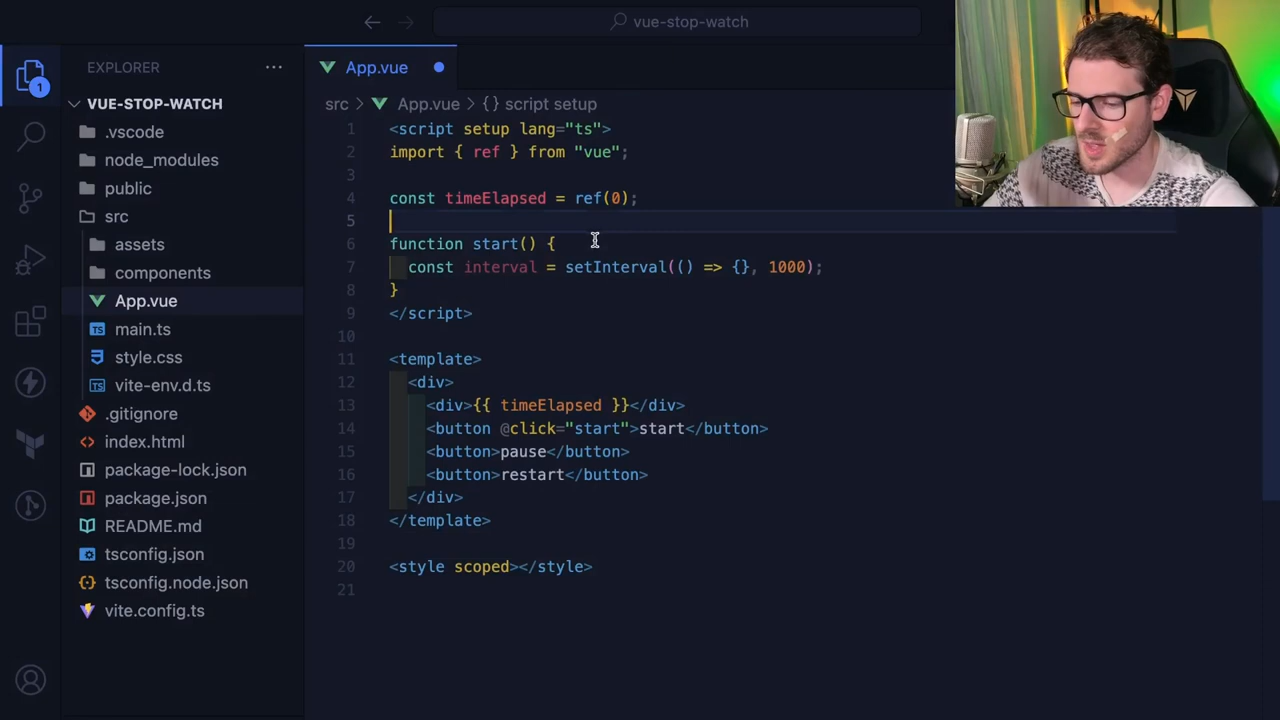 vue-stop-watch
EXPLORER
App.vue
1
VUE-STOP-WATCH
.vscode
node_modules
public
src
assets
components
App.vue
main.ts
style.css
vite-env.d.ts
.gitignore
index.html
package-lock.json
package.json
README.md
tsconfig.json
tsconfig.node.json
vite.config.ts
src > App.vue > {} script setup
1 <script setup lang="ts">
2 import { ref } from "vue";
3
4 const timeElapsed = ref(0);
5
6 function start() {
7 const interval = setInterval(() => {}, 1000);
8 }
9 </script>
10
11 <template>
12 <div>
13 <div>{{ timeElapsed }}</div>
14 <button @click="start">start</button>
15 <button>pause</button>
16 <button>restart</button>
17 </div>
18 </template>
19
20 <style scoped></style>
21